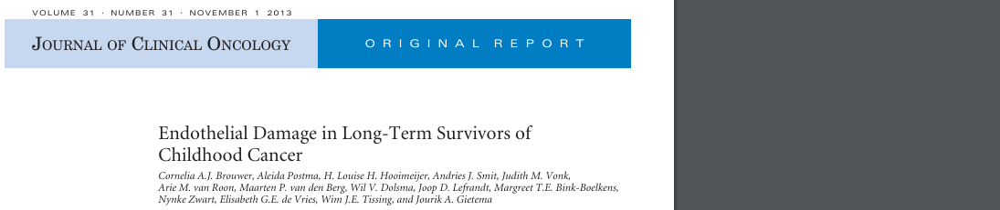 VOLUME 31 · NUMBER 31 · NOVEMBER 1 2013
JOURNAL OF CLINICAL ONCOLOGY
ORIGINAL REPORT
Endothelial Damage in Long-Term Survivors of
Childhood Cancer
Cornelia A.J. Brouwer, Aleida Postma, H. Louise H. Hooimeijer, Andries J. Smit, Judith M. Vonk,
Arie M. van Roon, Maarten P. van den Berg, Wil V. Dolsma, Joop D. Lefrandt, Margreet T.E. Bink-Boelkens,
Nynke Zwart, Elisabeth G.E. de Vries, Wim J.E. Tissing, and Jourik A. Gietema